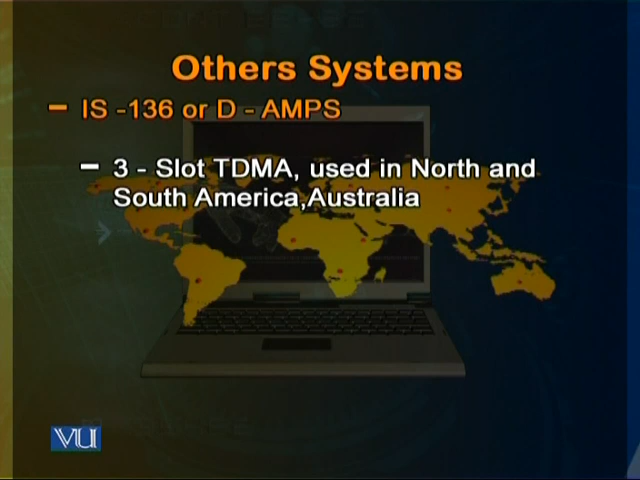 Others Systems
– IS -136 or D - AMPS
– 3 - Slot TDMA, used in North and
South America,Australia
VU